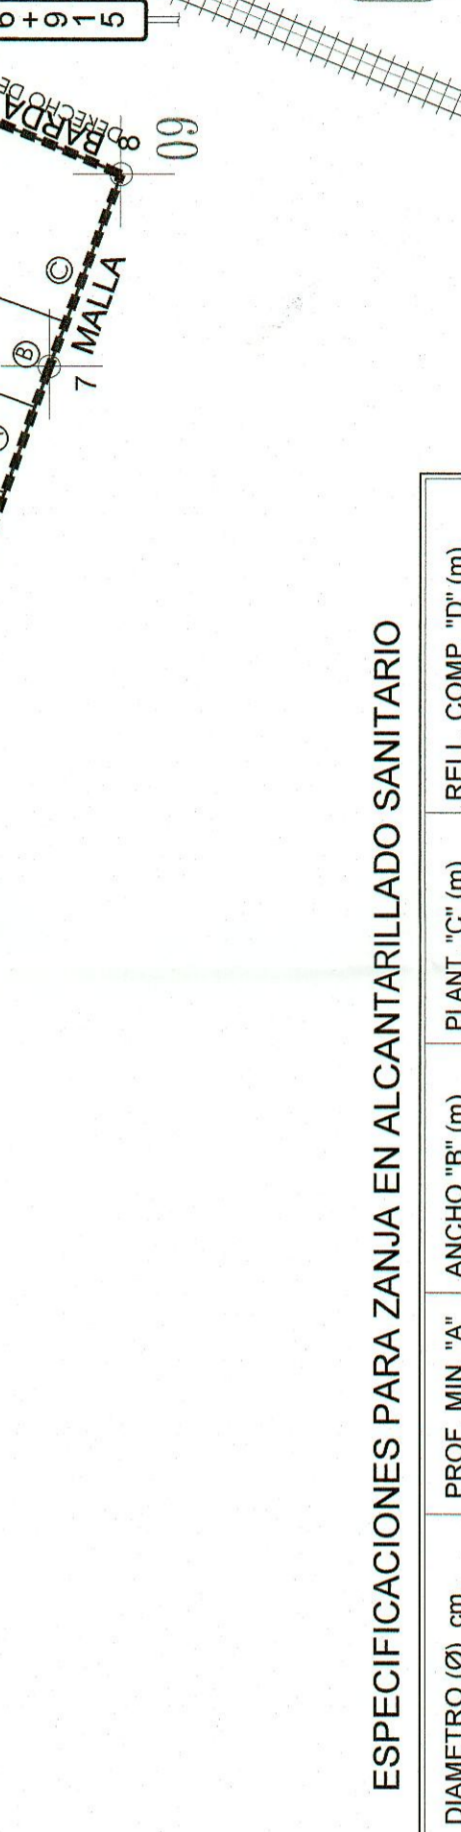 6+915
DERECHO DE
BARDA
8
60
C
MALLA
B
7
ESPECIFICACIONES PARA ZANJA EN ALCANTARILLADO SANITARIO
DIAMETRO (Ø) cm
PROF. MIN. "A"
ANCHO "B" (m)
PLANT. "C" (m)
RELL. COMP. "D" (m)